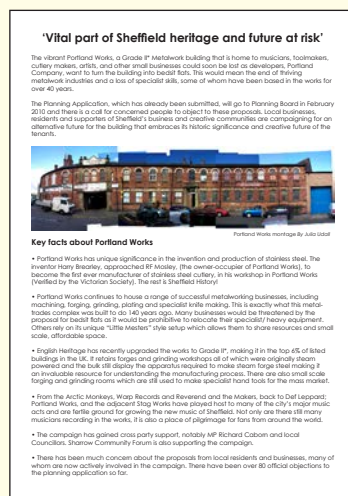 ‘Vital part of Sheffield heritage and future at risk’
The vibrant Portland Works, a Grade II* Metalwork building that is home to musicians, toolmakers,
cutlery makers, artists, and other small businesses could soon be lost as developers, Portland
Company, want to turn the building into bedsit flats. This would mean the end of thriving
metalwork industries and a loss of specialist skills, some of whom have been based in the works for
over 40 years.
The Planning Application, which has already been submitted, will go to Planning Board in February
2010 and there is a call for concerned people to object to these proposals. Local businesses,
residents and supporters of Sheffield’s business and creative communities are campaigning for an
alternative future for the building that embraces its historic significance and creative future of the
tenants.
Portland Works montage By Julia Udall
Key facts about Portland Works
• Portland Works has unique significance in the invention and production of stainless steel. The
inventor Harry Brearley, approached RF Mosley, (the owner-occupier of Portland Works), to
become the first ever manufacturer of stainless steel cutlery, in his workshop in Portland Works
(Verified by the Victorian Society). The rest is Sheffield History!
• Portland Works continues to house a range of successful metalworking businesses, including
machining, forging, grinding, plating and specialist knife making. This is exactly what this metal-
trades complex was built to do 140 years ago. Many businesses would be threatened by the
proposal for bedsit flats as it would be prohibitive to relocate their specialist/ heavy equipment.
Others rely on its unique “Little Mesters” style setup which allows them to share resources and small
scale, affordable space.
• English Heritage has recently upgraded the works to Grade II*, making it in the top 6% of listed
buildings in the UK. It retains forges and grinding workshops all of which were originally steam
powered and the bulk still display the apparatus required to make steam forge steel making it
an invaluable resource for understanding the manufacturing process. There are also small scale
forging and grinding rooms which are still used to make specialist hand tools for the mass market.
• From the Arctic Monkeys, Warp Records and Reverend and the Makers, back to Def Leppard;
Portland Works, and the adjacent Stag Works have played host to many of the city’s major music
acts and are fertile ground for growing the new music of Sheffield. Not only are there still many
musicians recording in the works, it is also a place of pilgrimage for fans from around the world.
• The campaign has gained cross party support, notably MP Richard Caborn and local
Councillors. Sharrow Community Forum is also supporting the campaign.
• There has been much concern about the proposals from local residents and businesses, many of
whom are now actively involved in the campaign. There have been over 80 official objections to
the planning application so far.